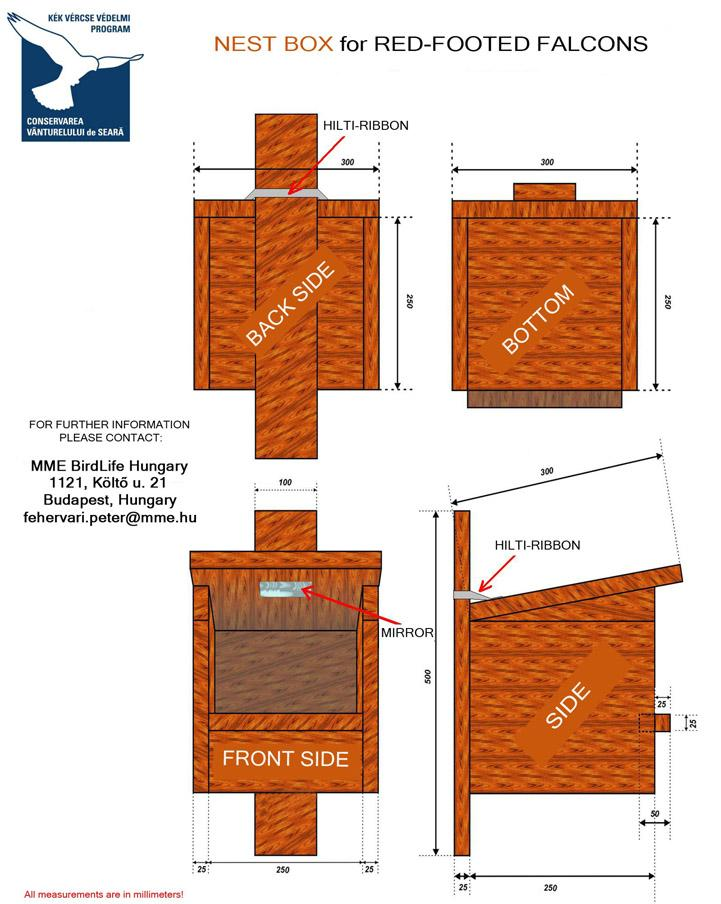 KÉK VÉRCSE VÉDELMI
PROGRAM
CONSERVAREA
VÂNTURELULUI de SEARĂ
NEST BOX for RED-FOOTED FALCONS
HILTI-RIBBON
300
250
BACK SIDE
300
250
BOTTOM
FOR FURTHER INFORMATION
PLEASE CONTACT:
MME BirdLife Hungary
1121, Költő u. 21
Budapest, Hungary
fehervari.peter@mme.hu
100
MIRROR
FRONT SIDE
25
250
25
300
HILTI-RIBBON
500
SIDE
25
25
50
25
250
All measurements are in millimeters!